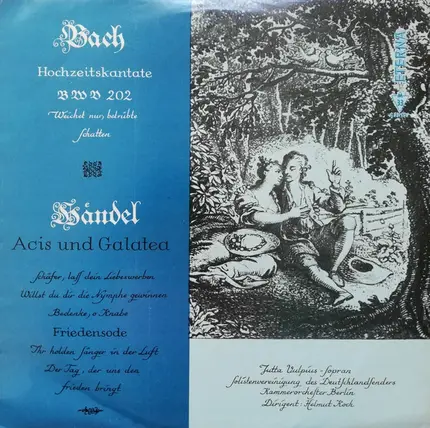 Bach
Hochzeitskantate
BWV 202
Weichet nur, betrübte
Schatten
Händel
Acis und Galatea
Schäfer, lass dein Liebeswerben
Willst du dir die Nymphe gewinnen
Bedenke, o Knabe
Friedensode
Ihr holden Sänger in der Luft
Der Tag, der uns den
Frieden bringt
ETERNA
Jutta Vulpius-Sopran
Solistenvereinigung des Deutschlandsenders
Kammerorchester Berlin
Dirigent: Helmut Koch